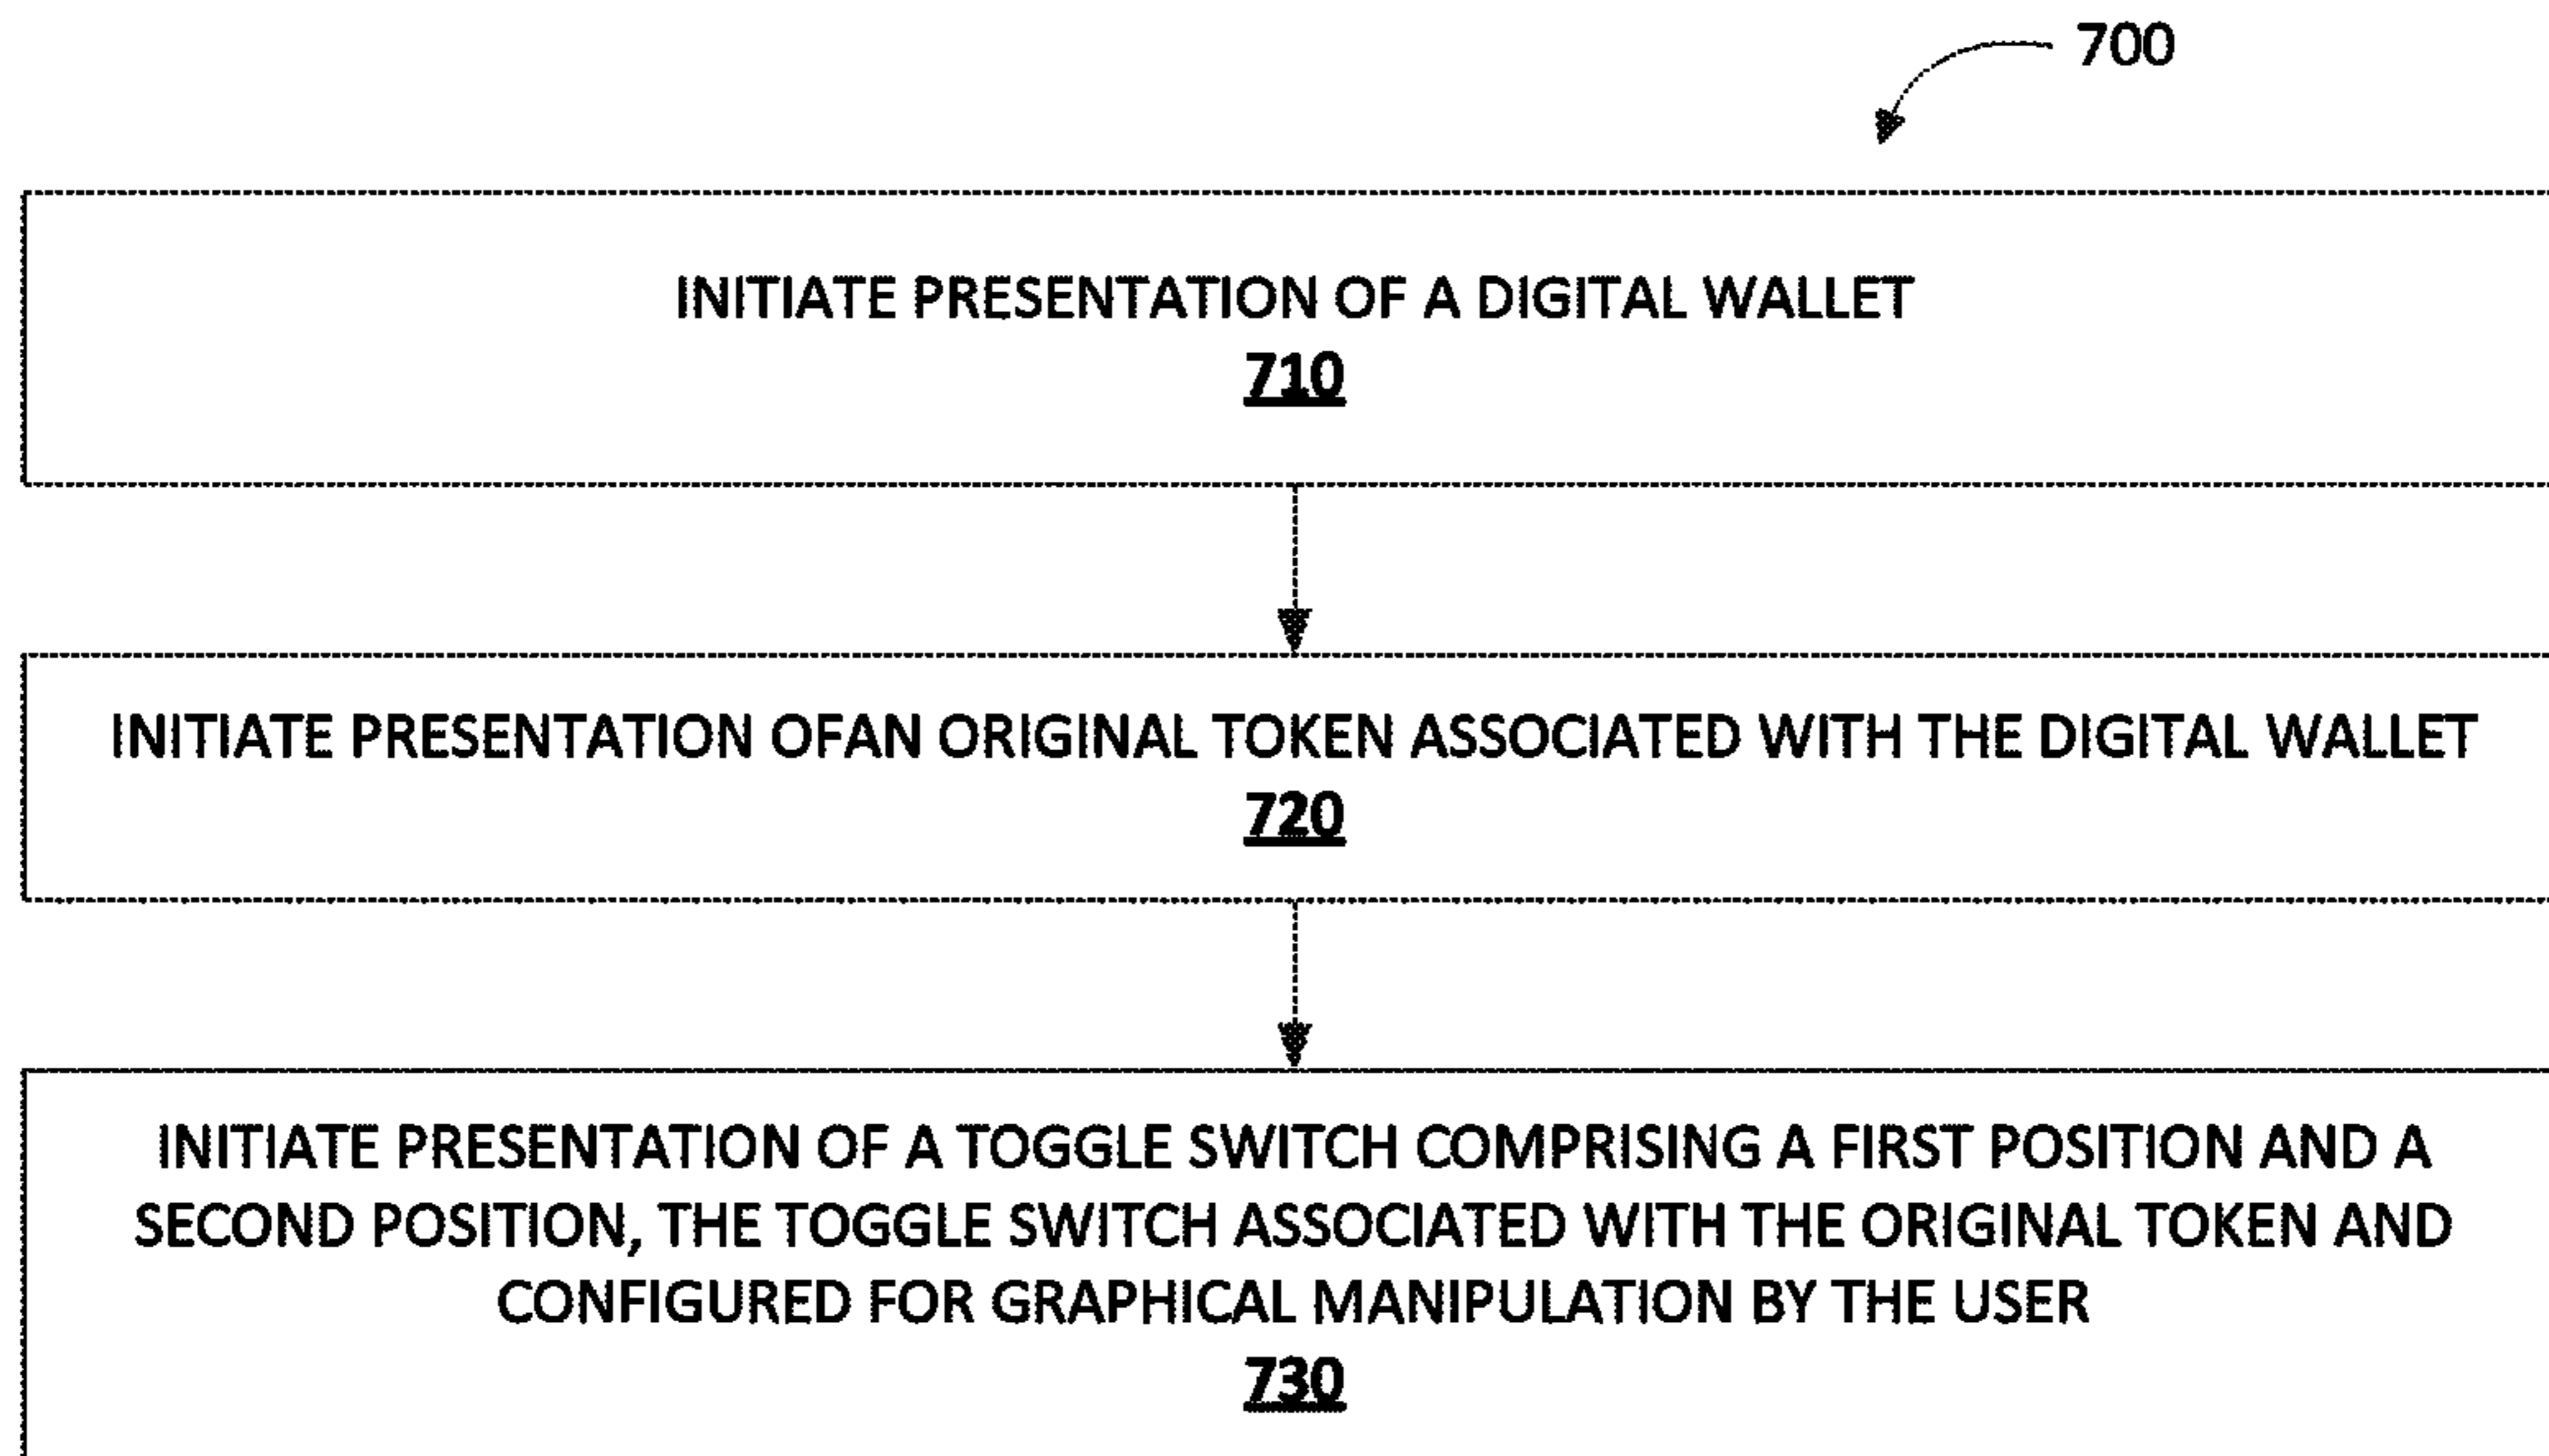 700
INITIATE PRESENTATION OF A DIGITAL WALLET
710
INITIATE PRESENTATION OFAN ORIGINAL TOKEN ASSOCIATED WITH THE DIGITAL WALLET
720
INITIATE PRESENTATION OF A TOGGLE SWITCH COMPRISING A FIRST POSITION AND A
SECOND POSITION, THE TOGGLE SWITCH ASSOCIATED WITH THE ORIGINAL TOKEN AND
CONFIGURED FOR GRAPHICAL MANIPULATION BY THE USER
730